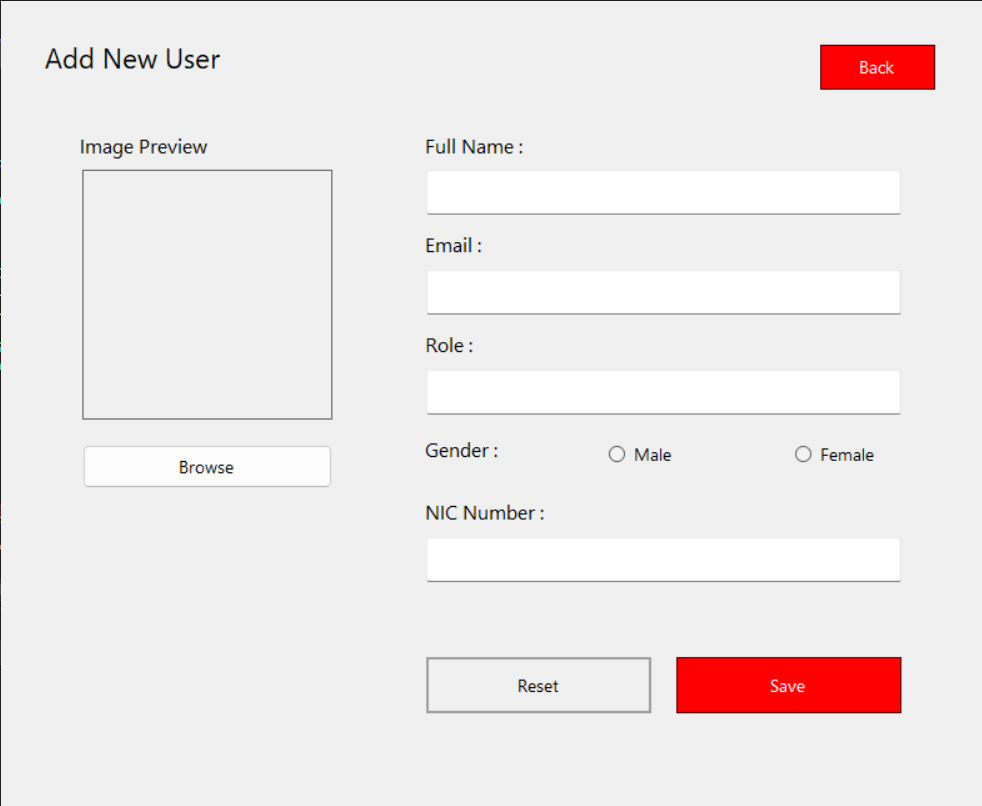 Add New User
Back
Image Preview
Browse
Full Name :
Email :
Role :
Gender :
Male
Female
NIC Number :
Reset
Save